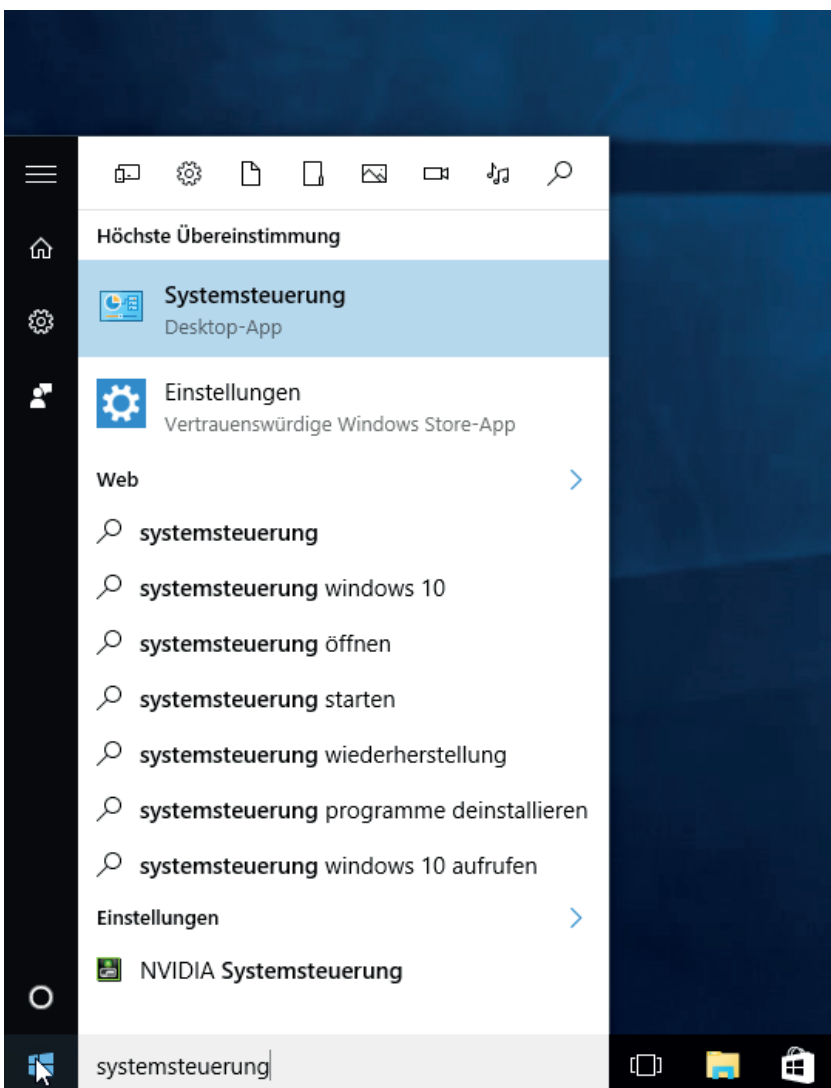 Höchste Übereinstimmung
Systemsteuerung
Desktop-App
Einstellungen
Vertrauenswürdige Windows Store-App
Web
systemsteuerung
systemsteuerung windows 10
systemsteuerung öffnen
systemsteuerung starten
systemsteuerung wiederherstellung
systemsteuerung programme deinstallieren
systemsteuerung windows 10 aufrufen
Einstellungen
NVIDIA Systemsteuerung
systemsteuerung